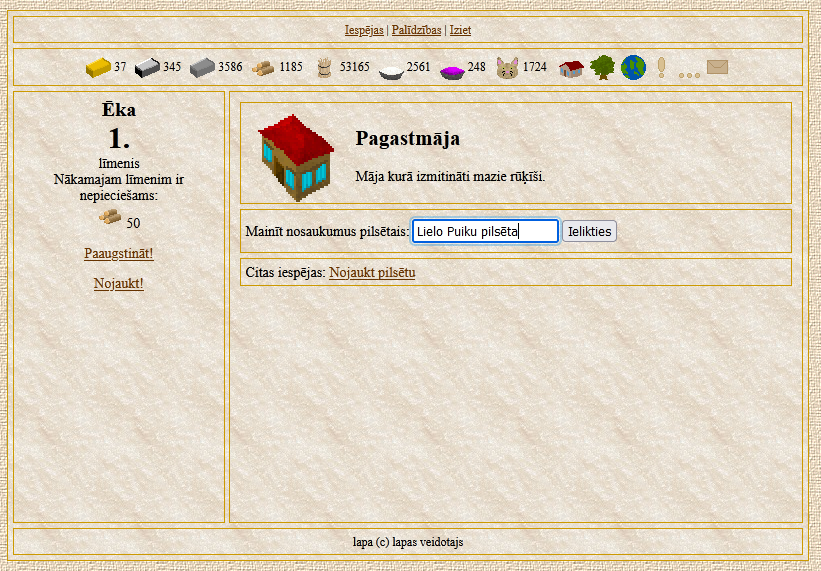 Iespējas | Palīdzības | Iziet
37 345 3586 1185 53165 2561 248 1724
Ēka
1.
līmenis
Nākamajam līmenim ir
nepieciešams:
50
Paaugstināt!
Nojaukt!
Pagastmāja
Māja kurā izmitināti mazie rūķīši.
Mainīt nosaukumus pilsētais: Lielo Puiku pilsēta Ielikties
Citas iespējas: Nojaukt pilsētu
lapa (c) lapas veidotajs